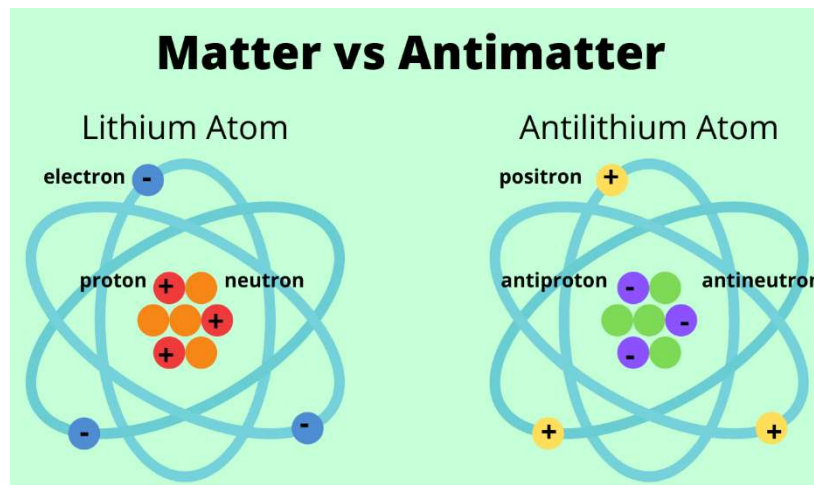 Matter vs Antimatter
Lithium Atom
electron
-
proton
+
neutron
+
+
-
-
Antilithium Atom
positron
+
antiproton
-
antineutron
-
-
+
+